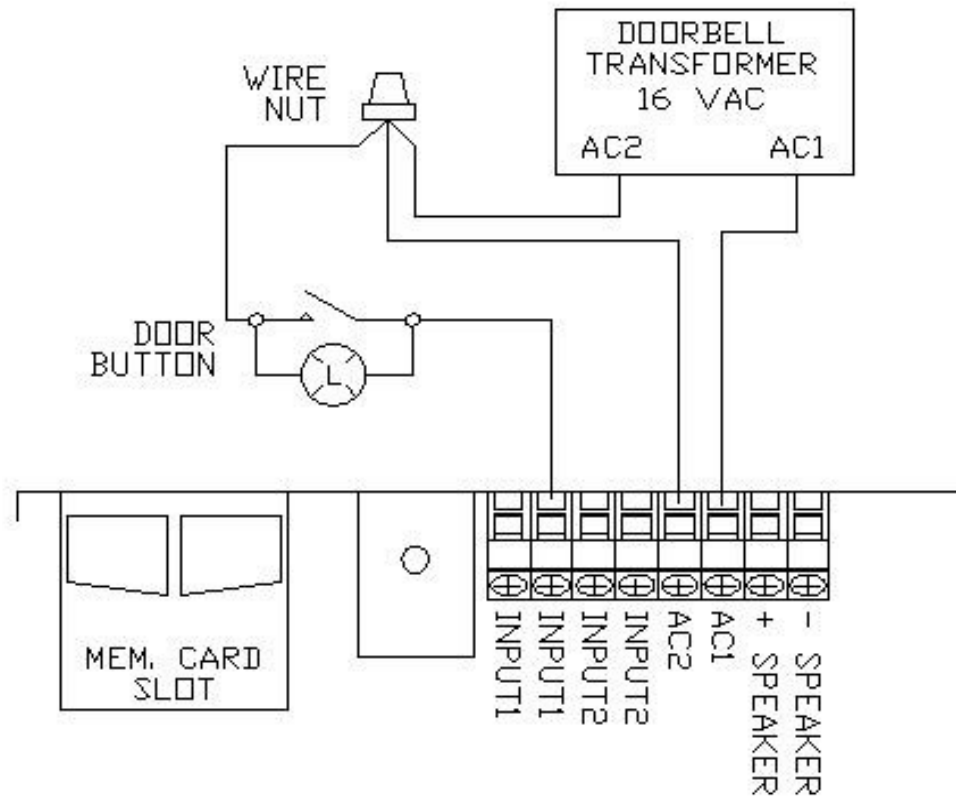 DOORBELL
TRANSFORMER
16 VAC
AC2 AC1
WIRE
NUT
DOOR
BUTTON
L
MEM. CARD
SLOT
INPUT1
INPUT1
INPUT2
INPUT2
AC2
AC1
+ SPEAKER
- SPEAKER